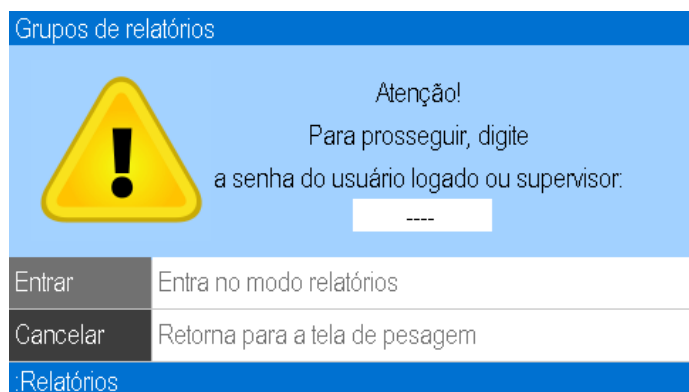 Grupos de relatórios
Atenção!
Para prosseguir, digite
a senha do usuário logado ou supervisor:
----
Entrar Entra no modo relatórios
Cancelar Retorna para a tela de pesagem
:Relatórios